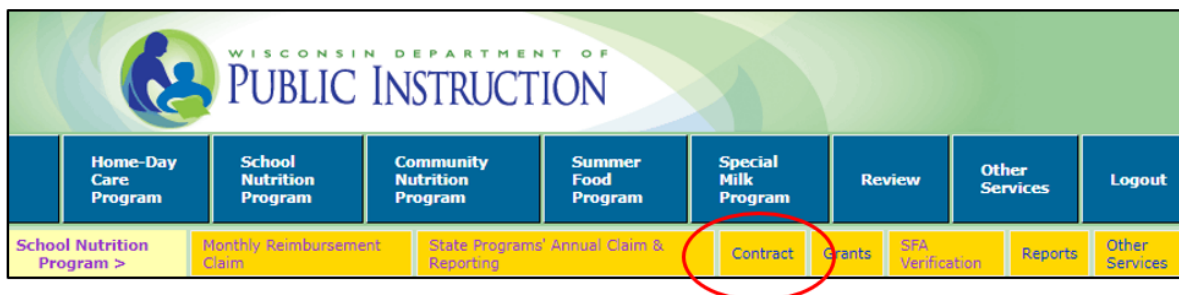 WISCONSIN DEPARTMENT OF
PUBLIC INSTRUCTION
Home-Day
Care
Program
School
Nutrition
Program
Community
Nutrition
Program
Summer
Food
Program
Special
Milk
Program
Review
Other
Services
Logout
School Nutrition
Program >
Monthly Reimbursement
Claim
State Programs' Annual Claim &
Reporting
Contract
Grants
SFA
Verification
Reports
Other
Services